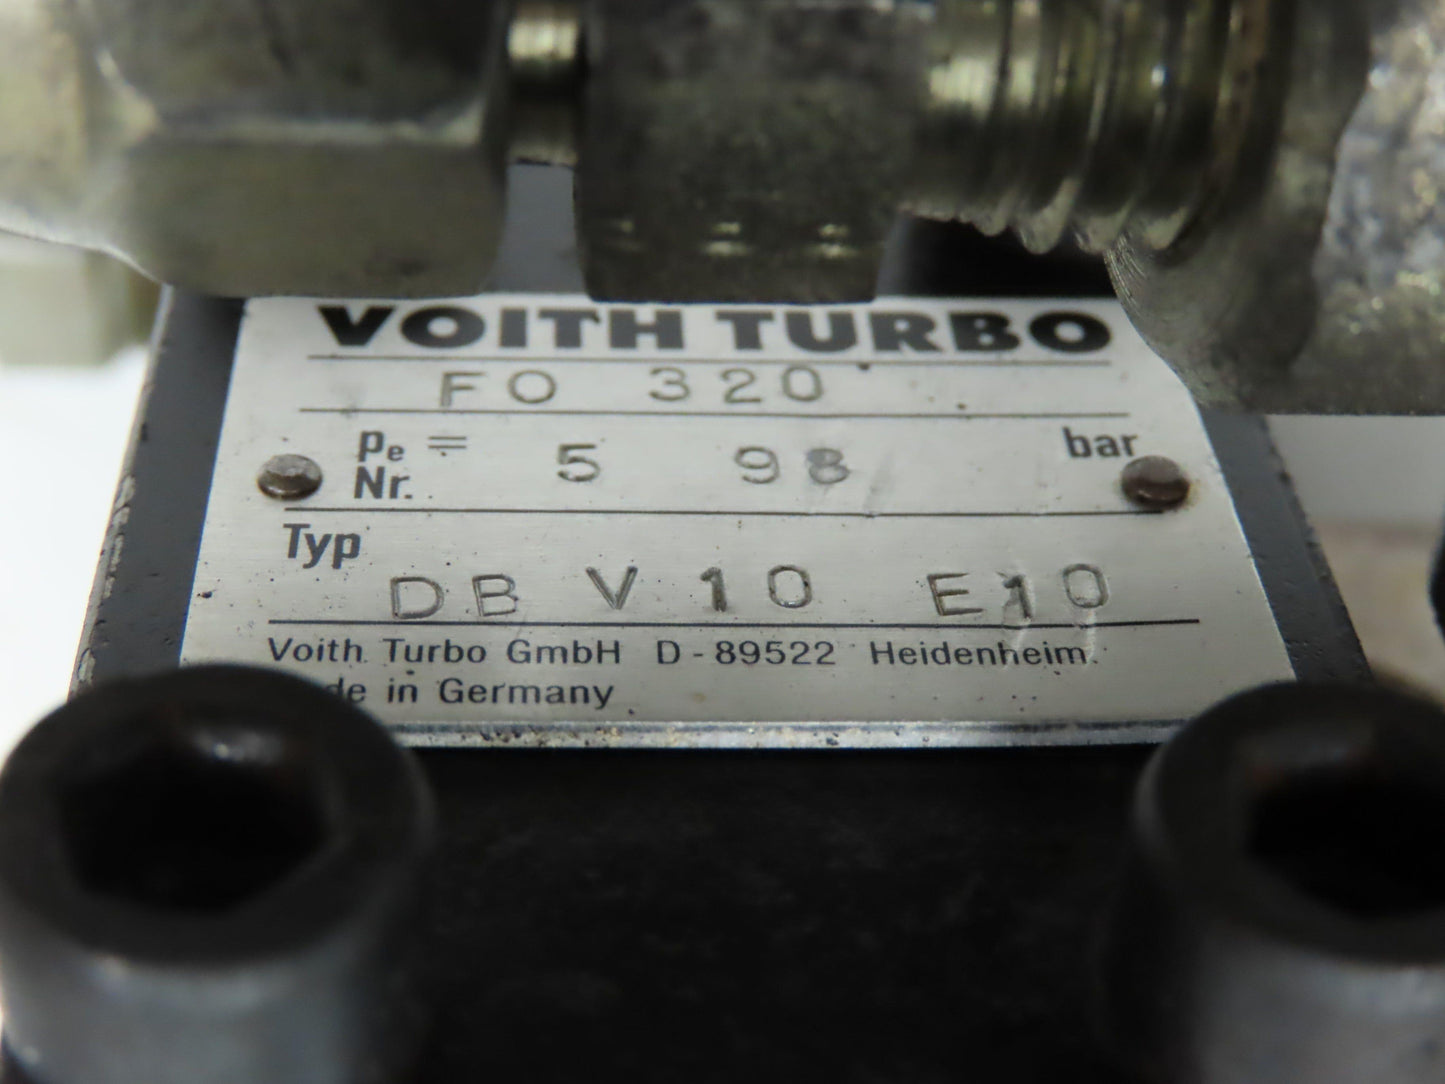 VOITH TURBO
FO 320
pe = bar
Nr. 5 98
Typ
DB V 10 E10
Voith Turbo GmbH D-89522 Heidenheim
in Germany